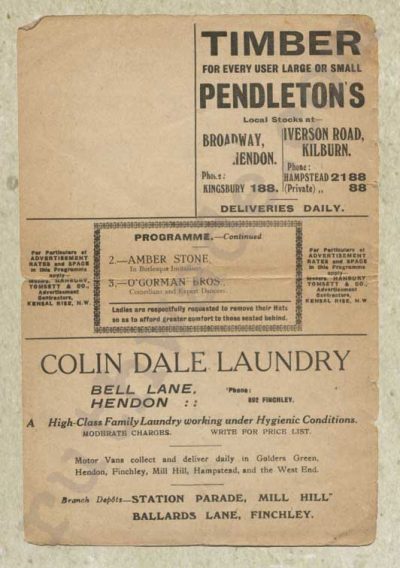 TIMBER
FOR EVERY USER LARGE OR SMALL
PENDLETON'S
Local Stocks at—
BROADWAY,
HENDON.
Phone:
KINGSBURY 188.
IVERSON ROAD,
KILBURN.
Phone:
HAMPSTEAD 2188
(Private) ,, 88
DELIVERIES DAILY.
For Particulars of
ADVERTISEMENT
RATES and SPACE
in this Programme
apply—
Messrs. HANBURY,
TOMSETT & CO.,
Advertisement
Contractors,
KENSAL RISE, N.W.
PROGRAMME.—Continued
2.—AMBER STONE,
In Burlesque Imitations.
3.—O'GORMAN BROS.,
Comedians and Expert Dancers.
Ladies are respectfully requested to remove their Hats
so as to afford greater comfort to those seated behind.
For Particulars of
ADVERTISEMENT
RATES and SPACE
in this Programme
apply—
Messrs. HANBURY,
TOMSETT & CO.,
Advertisement
Contractors,
KENSAL RISE, N.W.
COLIN DALE LAUNDRY
BELL LANE,
HENDON ::
'Phone:
892 FINCHLEY.
A High-Class Family Laundry working under Hygienic Conditions.
MODERATE CHARGES. WRITE FOR PRICE LIST.
Motor Vans collect and deliver daily in Golders Green,
Hendon, Finchley, Mill Hill, Hampstead, and the West End.
Branch Depôts—STATION PARADE, MILL HILL
BALLARDS LANE, FINCHLEY.